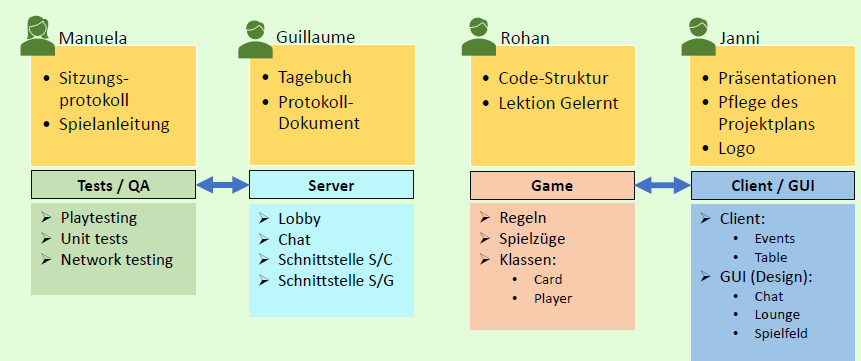 Manuela
• Sitzungs-
protokoll
• Spielanleitung
Tests / QA
➢ Playtesting
➢ Unit tests
➢ Network testing
Guillaume
• Tagebuch
• Protokoll-
Dokument
Server
➢ Lobby
➢ Chat
➢ Schnittstelle S/C
➢ Schnittstelle S/G
Rohan
• Code-Struktur
• Lektion Gelernt
Game
➢ Regeln
➢ Spielzüge
➢ Klassen:
• Card
• Player
Janni
• Präsentationen
• Pflege des
Projektplans
• Logo
Client / GUI
➢ Client:
• Events
• Table
➢ GUI (Design):
• Chat
• Lounge
• Spielfeld